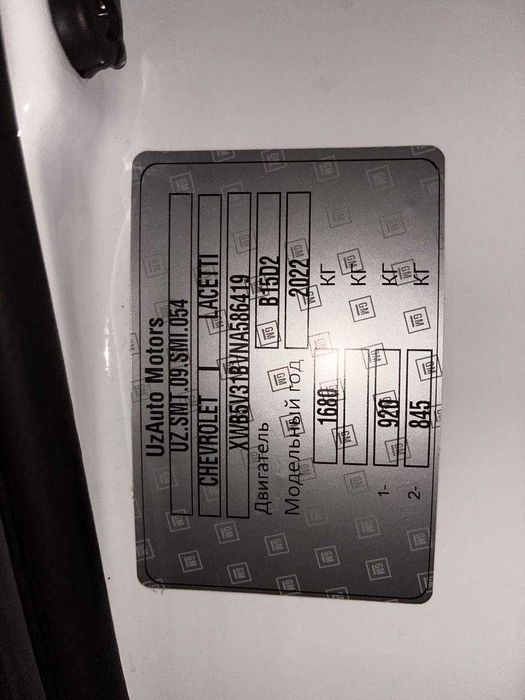 UzAuto Motors
UZ.SMT.09.SMT.054
CHEVROLET | LACETTI
XWB5V31BVNA586419
Двигатель B15D2
Модельный год 2022
1680 КГ
КГ
1- 920 КГ
2- 845 КГ